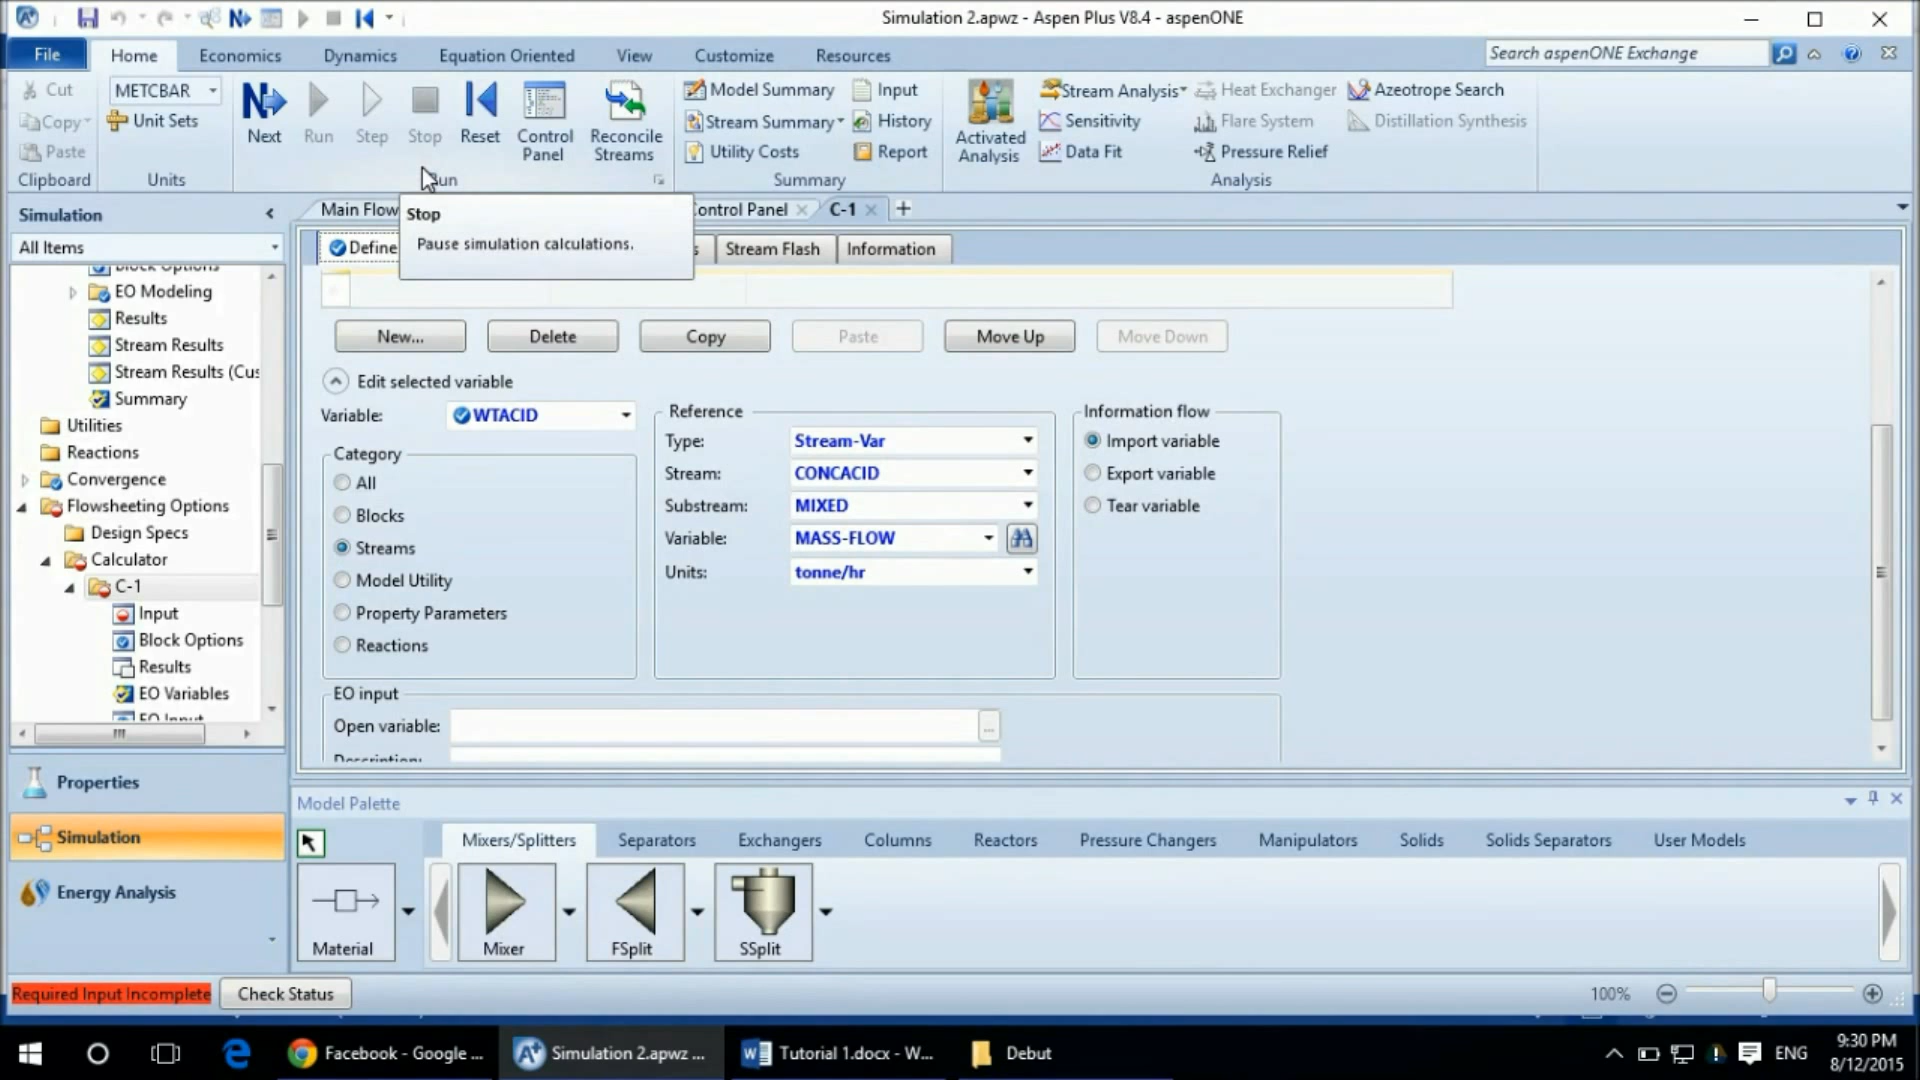 Simulation 2.apwz - Aspen Plus V8.4 - aspenONE
File
Home
Economics
Dynamics
Equation Oriented
View
Customize
Resources
Search aspenONE Exchange
Cut
Copy
Paste
Clipboard
METCBAR
Unit Sets
Units
Next
Run
Step
Stop
Reset
Control
Panel
Reconcile
Streams
Model Summary
Stream Summary
Utility Costs
Input
History
Report
Summary
Activated
Analysis
Stream Analysis
Sensitivity
Data Fit
Heat Exchanger
Flare System
Pressure Relief
Azeotrope Search
Distillation Synthesis
Analysis
Simulation
All Items
Block Options
EO Modeling
Results
Stream Results
Stream Results (Cus
Summary
Utilities
Reactions
Convergence
Flowsheeting Options
Design Specs
Calculator
C-1
Input
Block Options
Results
EO Variables
EO Input
Properties
Simulation
Energy Analysis
Main Flow
ontrol Panel
C-1
+
Stop
Pause simulation calculations.
Define
s
Stream Flash
Information
New...
Delete
Copy
Paste
Move Up
Move Down
Edit selected variable
Variable:
WTACID
Category
All
Blocks
Streams
Model Utility
Property Parameters
Reactions
Reference
Type:
Stream-Var
Stream:
CONCACID
Substream:
MIXED
Variable:
MASS-FLOW
Units:
tonne/hr
Information flow
Import variable
Export variable
Tear variable
EO input
Open variable:
...
Description:
Model Palette
Mixers/Splitters
Separators
Exchangers
Columns
Reactors
Pressure Changers
Manipulators
Solids
Solids Separators
User Models
Material
Mixer
FSplit
SSplit
Required Input Incomplete
Check Status
100%
Facebook - Google ...
Simulation 2.apwz ...
Tutorial 1.docx - W...
Debut
ENG
9:30 PM
8/12/2015